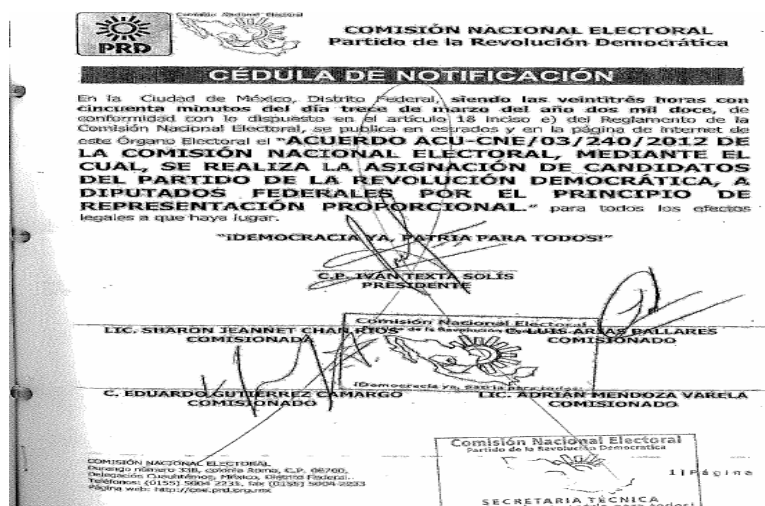 PRD
Comisión Nacional Electoral
COMISIÓN NACIONAL ELECTORAL
Partido de la Revolución Democrática
CÉDULA DE NOTIFICACIÓN
En la Ciudad de México, Distrito Federal, siendo las veintitrés horas con
cincuenta minutos del día trece de marzo del año dos mil doce, de
conformidad con lo dispuesto en el artículo 18 inciso e) del Reglamento de la
Comisión Nacional Electoral, se publica en estrados y en la página de internet de
este Órgano Electoral el "ACUERDO ACU-CNE/03/240/2012 DE
LA COMISIÓN NACIONAL ELECTORAL, MEDIANTE EL
CUAL, SE REALIZA LA ASIGNACIÓN DE CANDIDATOS
DEL PARTIDO DE LA REVOLUCIÓN DEMOCRÁTICA, A
DIPUTADOS FEDERALES POR EL PRINCIPIO DE
REPRESENTACIÓN PROPORCIONAL." para todos los efectos
legales a que haya lugar.
"¡DEMOCRACIA YA, PATRIA PARA TODOS!"
C.P. IVÁN TEXTA SOLÍS
PRESIDENTE
Comisión Nacional Electoral
de la Revolución
LIC. SHARON JEANNET CHAN RIOS
COMISIONADA
C. LUIS ARIAS PALLARES
COMISIONADO
¡Democracia ya, patria para todos!
C. EDUARDO GUTIÉRREZ CAMARGO
COMISIONADO
LIC. ADRIÁN MENDOZA VARELA
COMISIONADO
Comisión Nacional Electoral
Partido de la Revolución Democrática
COMISIÓN NACIONAL ELECTORAL
Durango número 338, colonia Roma, C.P. 06700,
Delegación Cuauhtémoc, México, Distrito Federal.
Teléfonos: (0155) 5004 2231, fax (0155) 5004-2233
Página web: http://cne.prd.org.mx
1 | Página
SECRETARIA TÉCNICA
para todos!